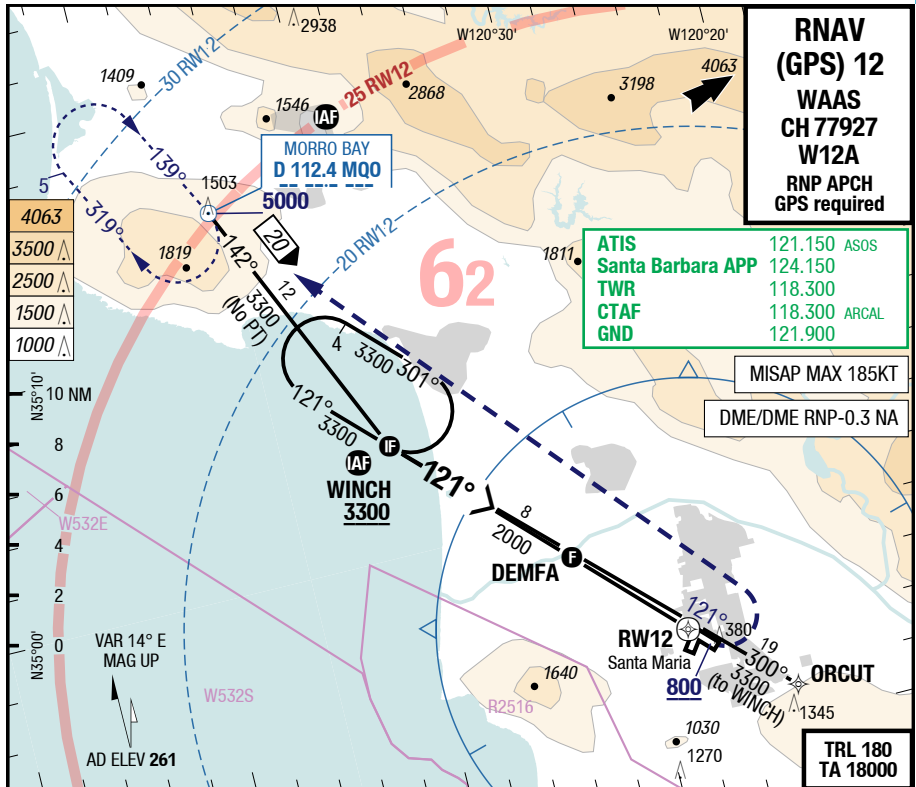 2938
W120°30'
W120°20'
RNAV
(GPS) 12
WAAS
CH 77927
W12A
RNP APCH
GPS required
1409
30 RW12
25 RW12
1546
IAF
2868
3198
4063
MORRO BAY
D 112.4 MQO
139°
1503
5000
5
319°
20 RW12
4063
3500
2500
1500
1000
1819
142°
3300
(No PT)
20
12
62
1811
ATIS 121.150 ASOS
Santa Barbara APP 124.150
TWR 118.300
CTAF 118.300 ARCAL
GND 121.900
MISAP MAX 185KT
DME/DME RNP-0.3 NA
4
3300 301°
121°
3300
N35°10'
10 NM
8
6
4
2
0
N35°00'
IF
IAF
WINCH
3300
121°
8
2000
F
DEMFA
W532E
W532S
R2516
VAR 14° E
MAG UP
AD ELEV 261
121°
380
RW12
Santa Maria
800
19
300°
3300
(to WINCH)
ORCUT
1345
1640
1030
1270
TRL 180
TA 18000